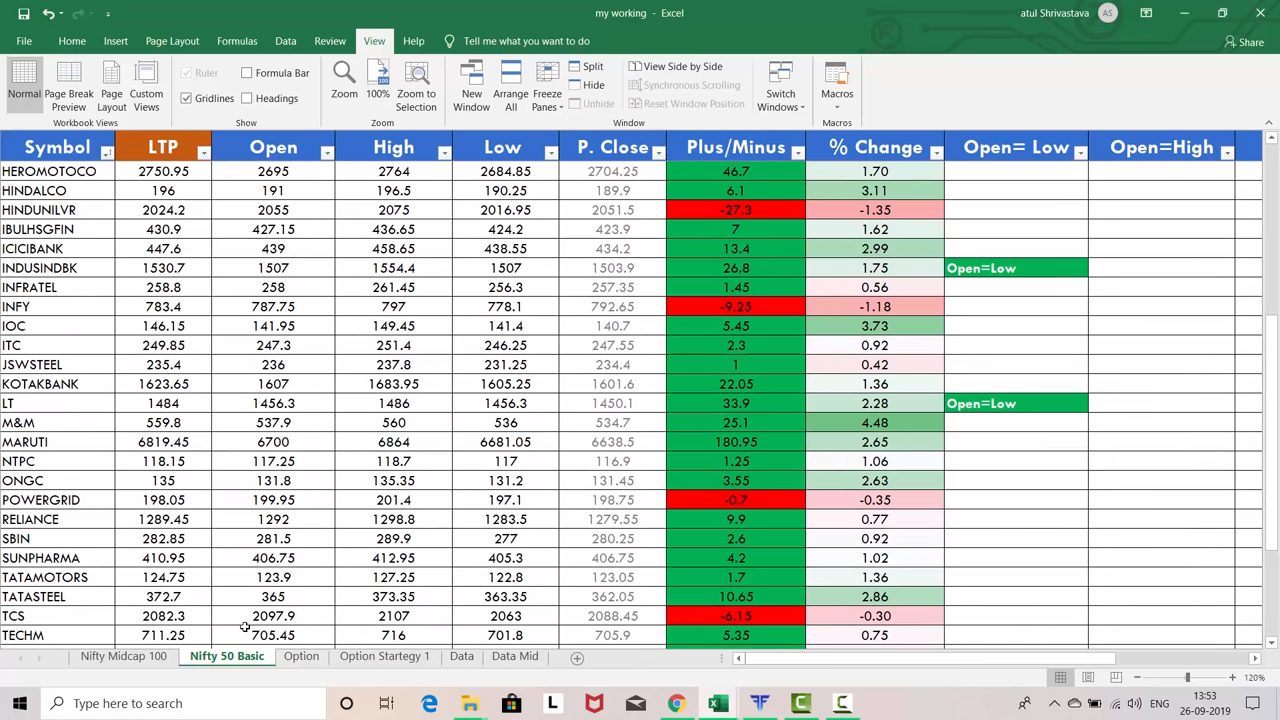 my working - Excel
atul Shrivastava AS
File Home Insert Page Layout Formulas Data Review View Help Tell me what you want to do Share
Normal
Page Break Preview
Page Layout
Custom Views
Ruler Formula Bar
Gridlines Headings
Zoom
100%
Zoom to Selection
New Window
Arrange All
Freeze Panes
Split
Hide
Unhide
View Side by Side
Synchronous Scrolling
Reset Window Position
Switch Windows
Macros
Workbook Views Show Zoom Window Macros
Symbol LTP Open High Low P. Close Plus/Minus % Change Open= Low Open=High
HEROMOTOCO 2750.95 2695 2764 2684.85 2704.25 46.7 1.70
HINDALCO 196 191 196.5 190.25 189.9 6.1 3.11
HINDUNILVR 2024.2 2055 2075 2016.95 2051.5 -27.3 -1.35
IBULHSGFIN 430.9 427.15 436.65 424.2 423.9 7 1.62
ICICIBANK 447.6 439 458.65 438.55 434.2 13.4 2.99
INDUSINDBK 1530.7 1507 1554.4 1507 1503.9 26.8 1.75 Open=Low
INFRATEL 258.8 258 261.45 256.3 257.35 1.45 0.56
INFY 783.4 787.75 797 778.1 792.65 -9.25 -1.18
IOC 146.15 141.95 149.45 141.4 140.7 5.45 3.73
ITC 249.85 247.3 251.4 246.25 247.55 2.3 0.92
JSWSTEEL 235.4 236 237.8 231.25 234.4 1 0.42
KOTAKBANK 1623.65 1607 1683.95 1605.25 1601.6 22.05 1.36
LT 1484 1456.3 1486 1456.3 1450.1 33.9 2.28 Open=Low
M&M 559.8 537.9 560 536 534.7 25.1 4.48
MARUTI 6819.45 6700 6864 6681.05 6638.5 180.95 2.65
NTPC 118.15 117.25 118.7 117 116.9 1.25 1.06
ONGC 135 131.8 135.35 131.2 131.45 3.55 2.63
POWERGRID 198.05 199.95 201.4 197.1 198.75 -0.7 -0.35
RELIANCE 1289.45 1292 1298.8 1283.5 1279.55 9.9 0.77
SBIN 282.85 281.5 289.9 277 280.25 2.6 0.92
SUNPHARMA 410.95 406.75 412.95 405.3 406.75 4.2 1.02
TATAMOTORS 124.75 123.9 127.25 122.8 123.05 1.7 1.36
TATASTEEL 372.7 365 373.35 363.35 362.05 10.65 2.86
TCS 2082.3 2097.9 2107 2063 2088.45 -6.15 -0.30
TECHM 711.25 705.45 716 701.8 705.9 5.35 0.75
Nifty Midcap 100 Nifty 50 Basic Option Option Startegy 1 Data Data Mid
120%
Type here to search
13:53
26-09-2019